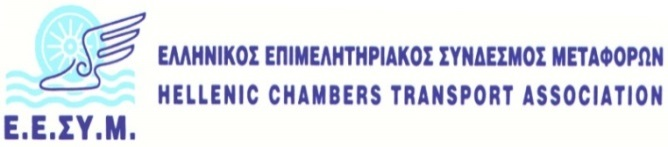 ΕΛΛΗΝΙΚΟΣ ΕΠΙΜΕΛΗΤΗΡΙΑΚΟΣ ΣΥΝΔΕΣΜΟΣ ΜΕΤΑΦΟΡΩΝ
HELLENIC CHAMBERS TRANSPORT ASSOCIATION
Ε.Ε.ΣΥ.Μ.